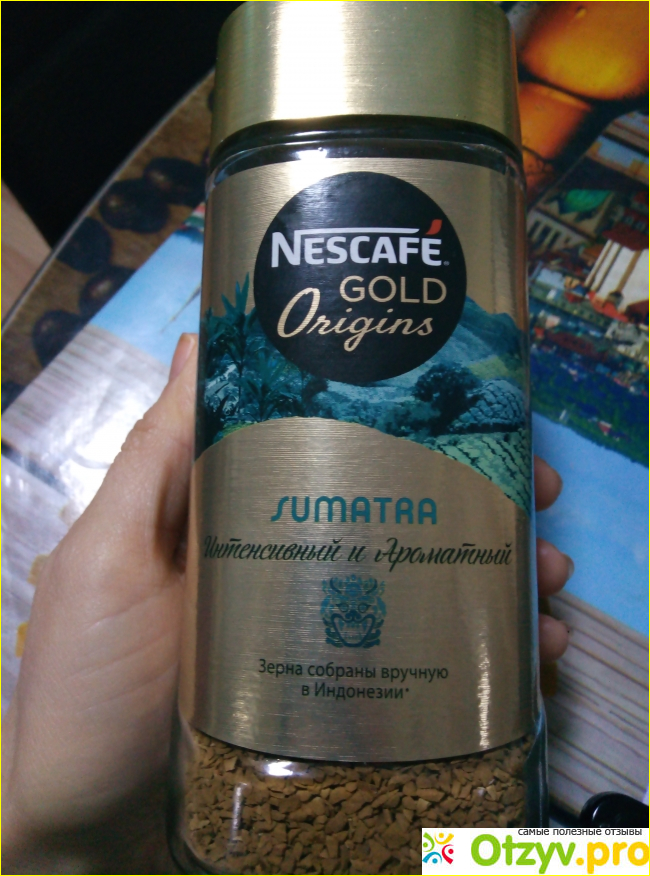 NESCAFÉ®
GOLD
Origins
SUMATRA
Интенсивный и Ароматный
Зерна собраны вручную
в Индонезии*
самые полезные отзывы
Otzyv.pro